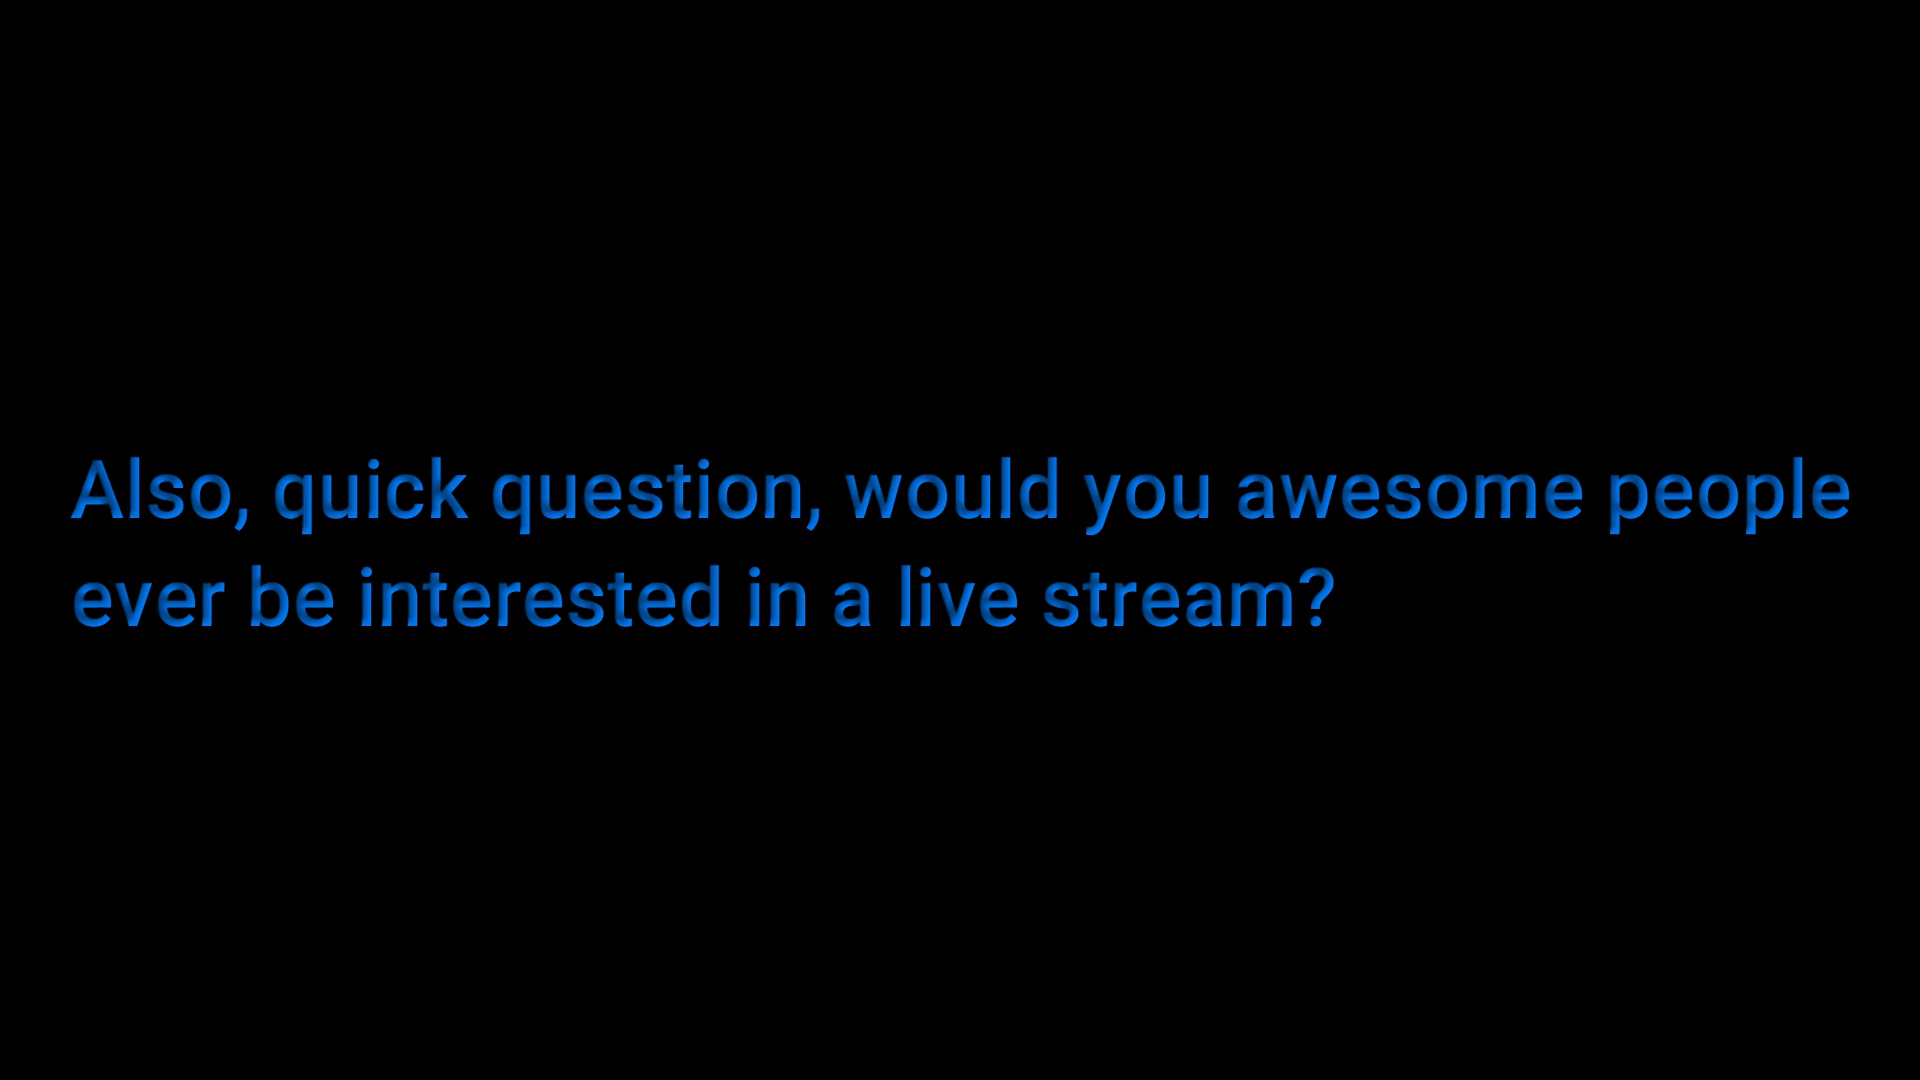 Also, quick question, would you awesome people
ever be interested in a live stream?